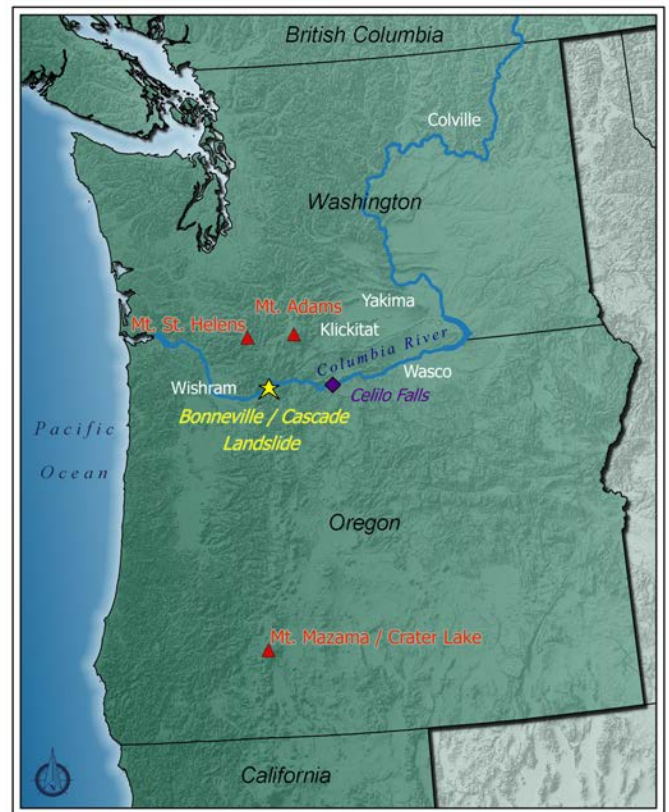 British Columbia
Colville
Washington
Mt. Adams
Yakima
Mt. St. Helens
Klickitat
Columbia River
Wishram
Wasco
Celilo Falls
Bonneville / Cascade
Landslide
Pacific
Ocean
Oregon
Mt. Mazama / Crater Lake
California